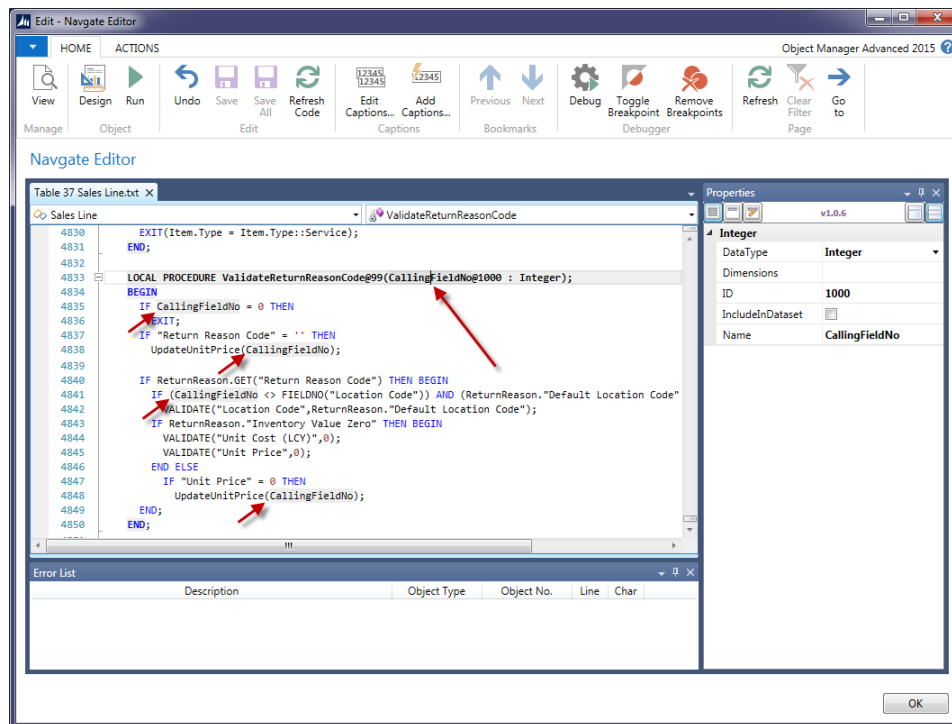 Edit - Navgate Editor
HOME ACTIONS Object Manager Advanced 2015
View Design Run Undo Save Save All Refresh Code 12345 12345 Edit Captions... 12345 Add Captions... Previous Next Debug Toggle Breakpoint Remove Breakpoints Refresh Clear Filter Go to
Manage Object Edit Captions Bookmarks Debugger Page
Navgate Editor
Table 37 Sales Line.txt
Sales Line ValidateReturnReasonCode
4830 EXIT(Item.Type = Item.Type::Service);
4831 END;
4832
4833 LOCAL PROCEDURE ValidateReturnReasonCode@99(CallingFieldNo@1000 : Integer);
4834 BEGIN
4835 IF CallingFieldNo = 0 THEN
4836 EXIT;
4837 IF "Return Reason Code" = '' THEN
4838 UpdateUnitPrice(CallingFieldNo);
4839
4840 IF ReturnReason.GET("Return Reason Code") THEN BEGIN
4841 IF (CallingFieldNo <> FIELDNO("Location Code")) AND (ReturnReason."Default Location Code"
4842 VALIDATE("Location Code",ReturnReason."Default Location Code");
4843 IF ReturnReason."Inventory Value Zero" THEN BEGIN
4844 VALIDATE("Unit Cost (LCY)",0);
4845 VALIDATE("Unit Price",0);
4846 END ELSE
4847 IF "Unit Price" = 0 THEN
4848 UpdateUnitPrice(CallingFieldNo);
4849 END;
4850 END;
Properties
v1.0.6
Integer
DataType Integer
Dimensions
ID 1000
IncludeInDataset
Name CallingFieldNo
Error List
Description Object Type Object No. Line Char
OK